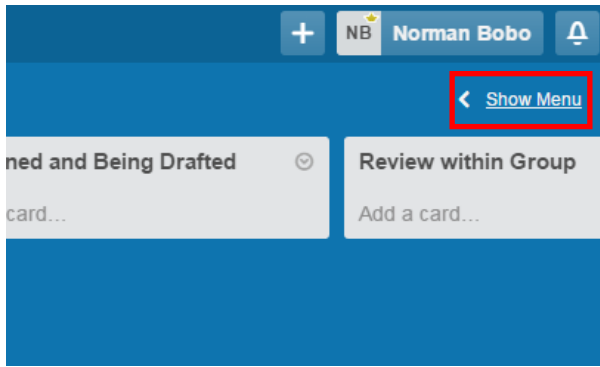 + NB Norman Bobo
Show Menu
ned and Being Drafted
Review within Group
card...
Add a card...